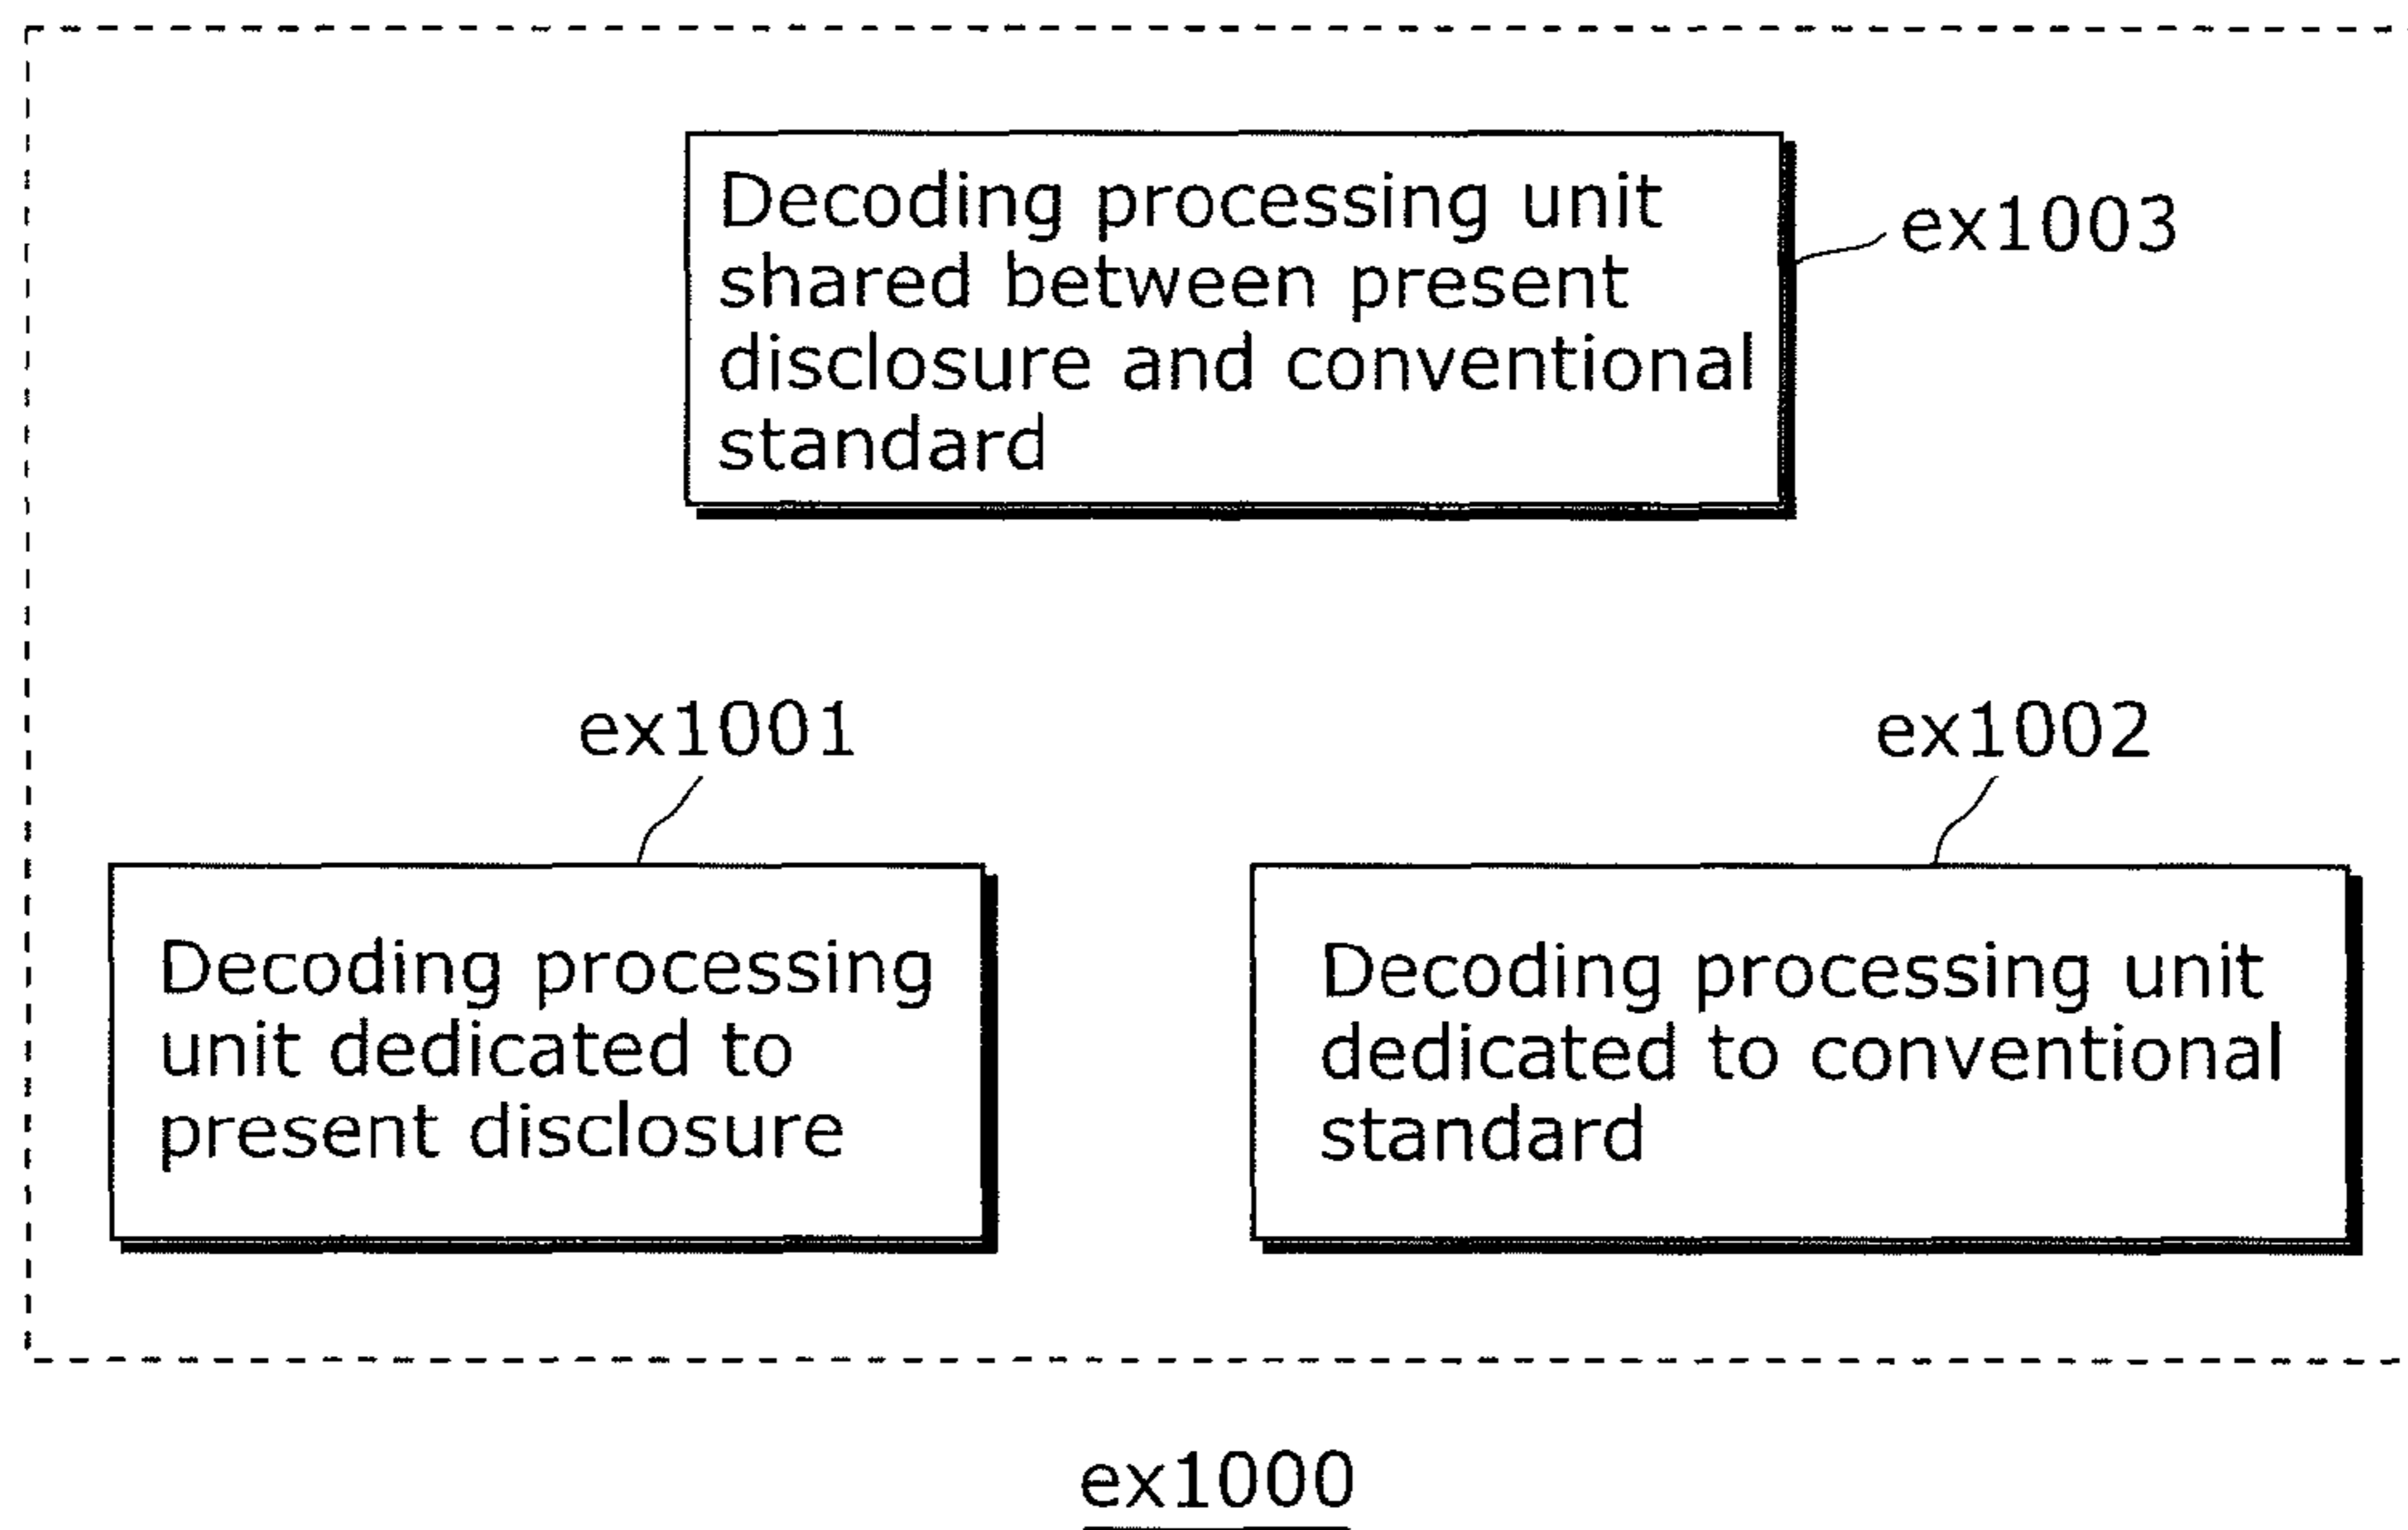 Decoding processing unit
shared between present
disclosure and conventional
standard
ex1003
ex1001
ex1002
Decoding processing
unit dedicated to
present disclosure
Decoding processing unit
dedicated to conventional
standard
ex1000